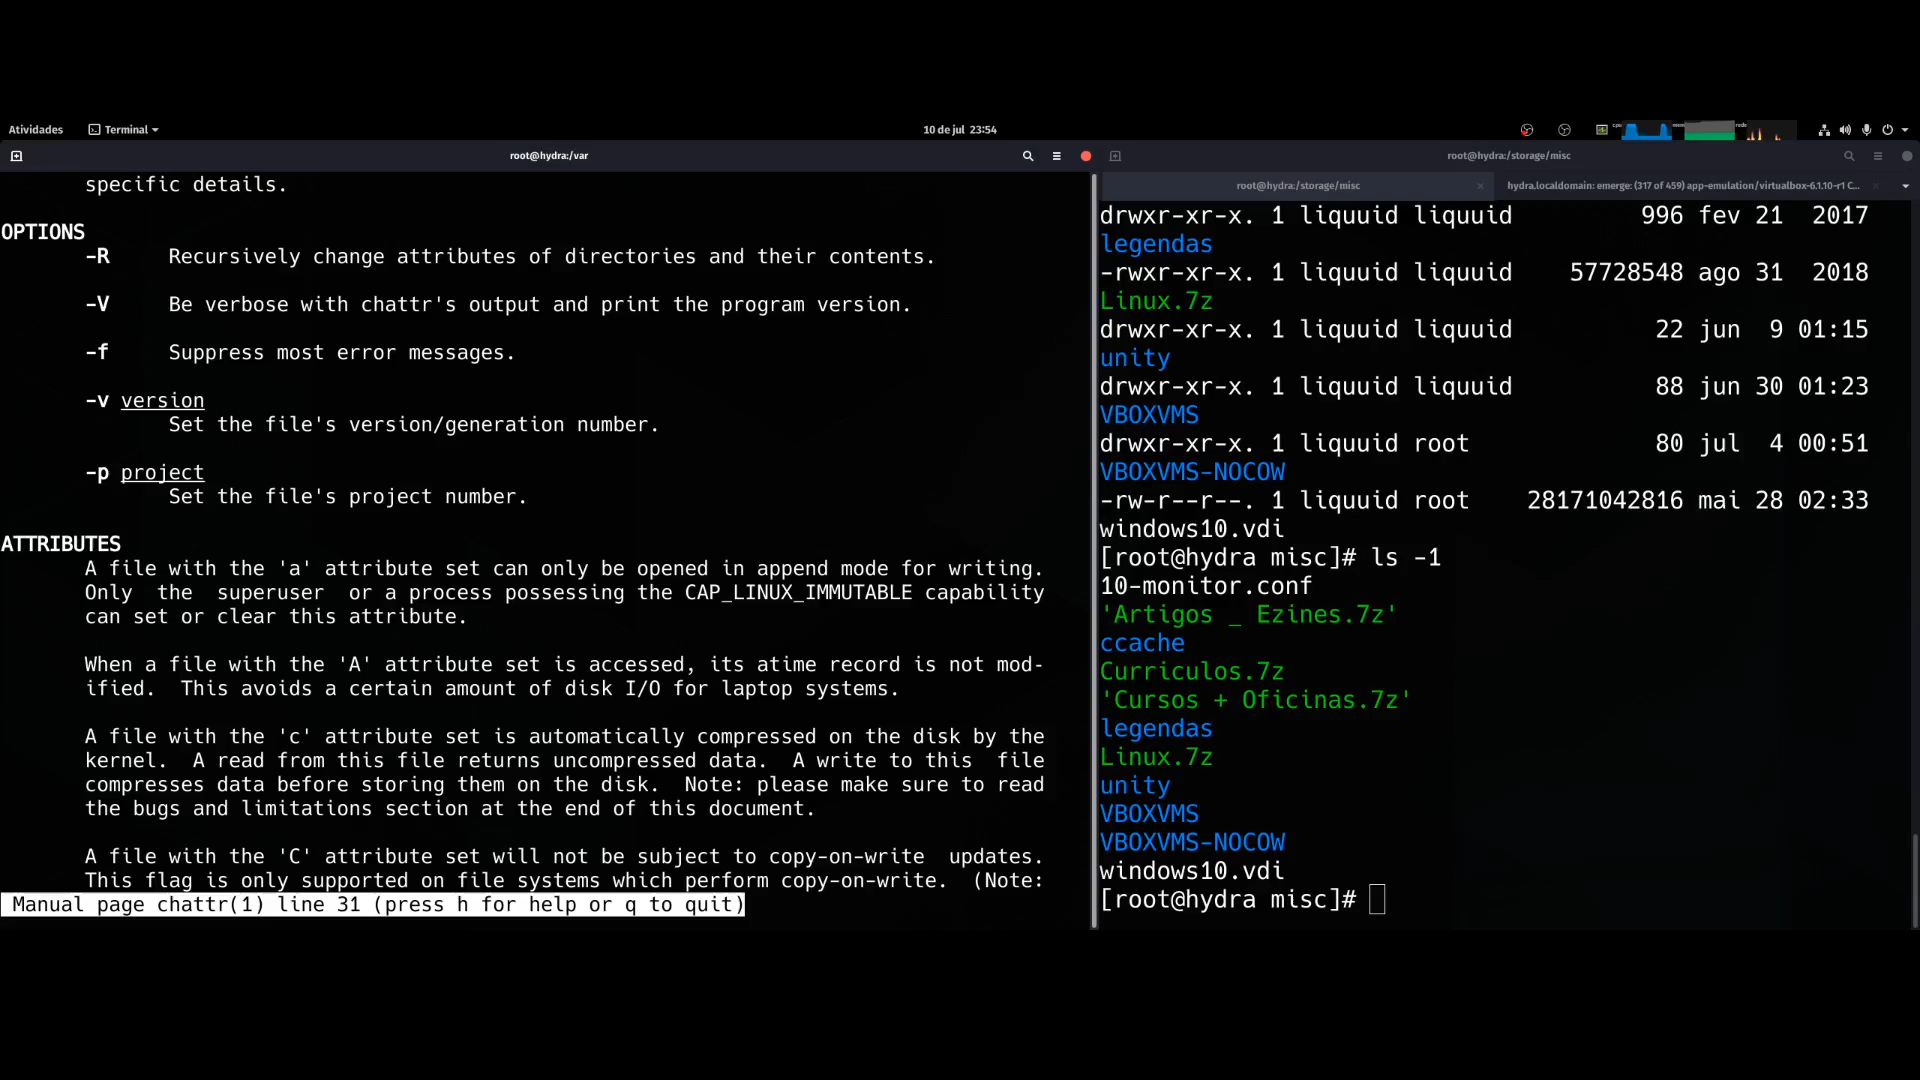 Atividades
Terminal
10 de jul 23:54
root@hydra:/var
specific details.
OPTIONS
-R Recursively change attributes of directories and their contents.
-V Be verbose with chattr's output and print the program version.
-f Suppress most error messages.
-v version
Set the file's version/generation number.
-p project
Set the file's project number.
ATTRIBUTES
A file with the 'a' attribute set can only be opened in append mode for writing.
Only the superuser or a process possessing the CAP_LINUX_IMMUTABLE capability
can set or clear this attribute.
When a file with the 'A' attribute set is accessed, its atime record is not mod-
ified. This avoids a certain amount of disk I/O for laptop systems.
A file with the 'c' attribute set is automatically compressed on the disk by the
kernel. A read from this file returns uncompressed data. A write to this file
compresses data before storing them on the disk. Note: please make sure to read
the bugs and limitations section at the end of this document.
A file with the 'C' attribute set will not be subject to copy-on-write updates.
This flag is only supported on file systems which perform copy-on-write. (Note:
Manual page chattr(1) line 31 (press h for help or q to quit)
root@hydra:/storage/misc
root@hydra:/storage/misc
hydra.localdomain: emerge: (317 of 459) app-emulation/virtualbox-6.1.10-r1 C...
drwxr-xr-x. 1 liquuid liquuid 996 fev 21 2017
legendas
-rwxr-xr-x. 1 liquuid liquuid 57728548 ago 31 2018
Linux.7z
drwxr-xr-x. 1 liquuid liquuid 22 jun 9 01:15
unity
drwxr-xr-x. 1 liquuid liquuid 88 jun 30 01:23
VBOXVMS
drwxr-xr-x. 1 liquuid root 80 jul 4 00:51
VBOXVMS-NOCOW
-rw-r--r--. 1 liquuid root 28171042816 mai 28 02:33
windows10.vdi
[root@hydra misc]# ls -1
10-monitor.conf
'Artigos _ Ezines.7z'
ccache
Curriculos.7z
'Cursos + Oficinas.7z'
legendas
Linux.7z
unity
VBOXVMS
VBOXVMS-NOCOW
windows10.vdi
[root@hydra misc]#